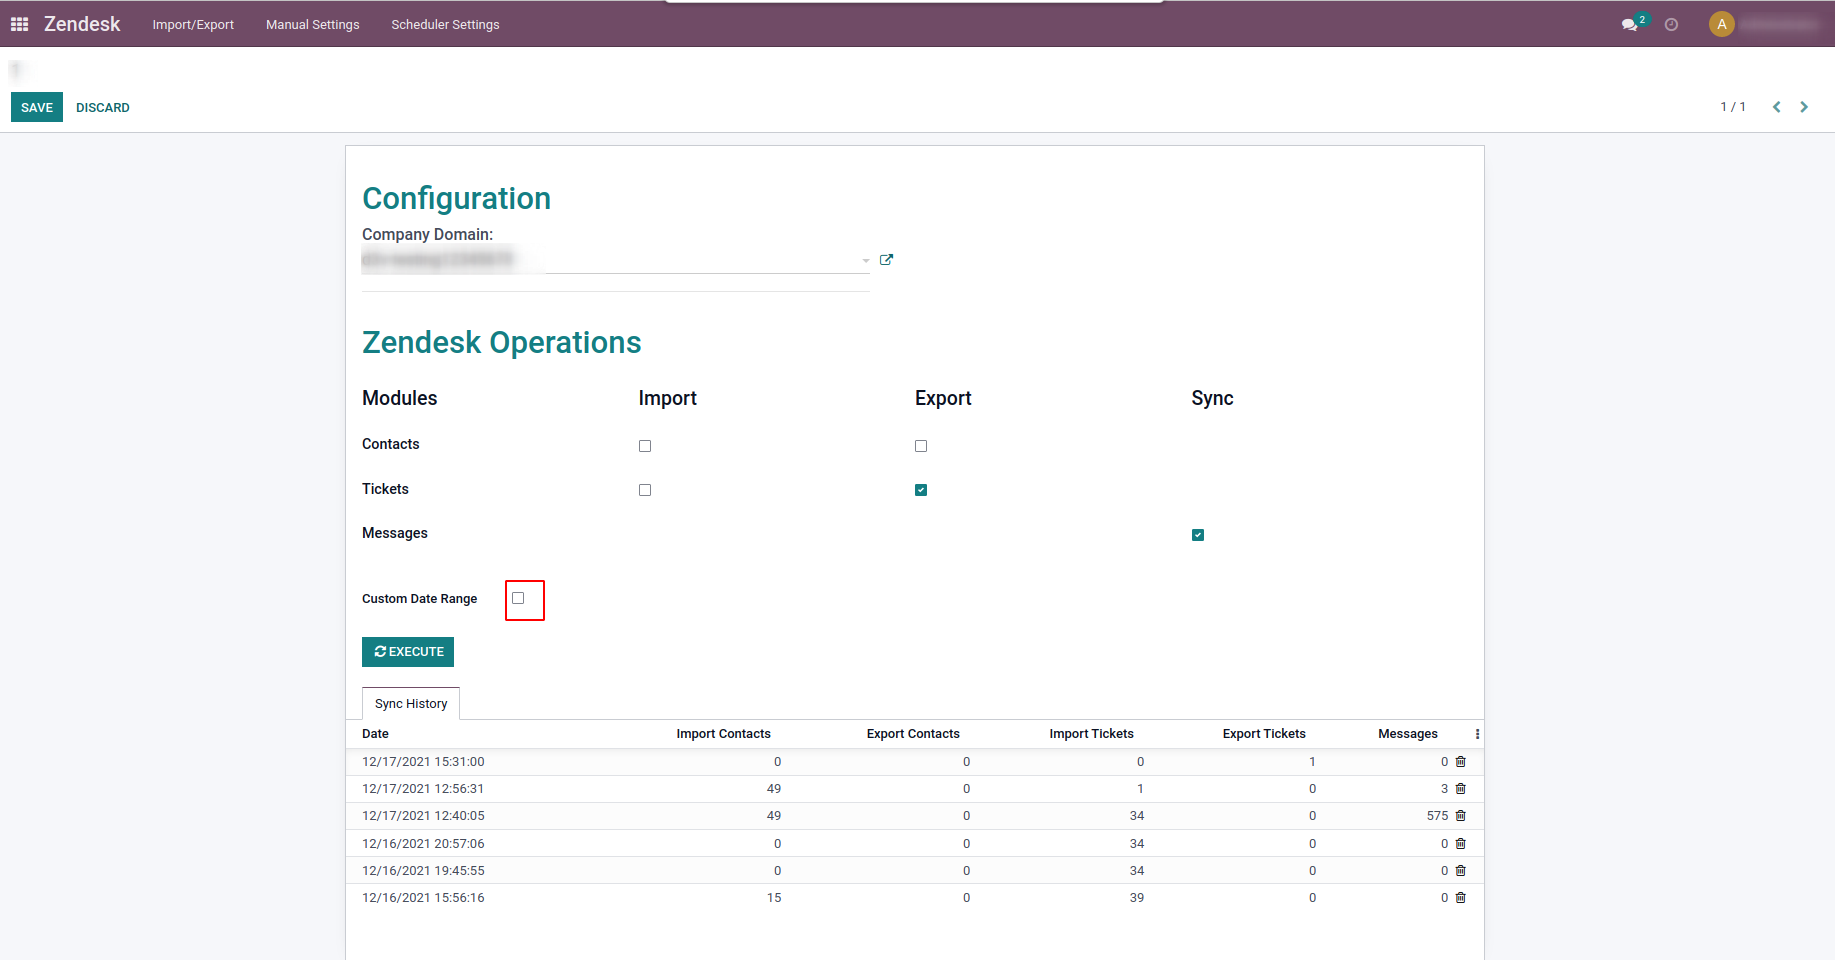 Zendesk Import/Export Manual Settings Scheduler Settings 2 A
SAVE DISCARD 1 / 1
Configuration
Company Domain:
Zendesk Operations
Modules Import Export Sync
Contacts
Tickets
Messages
Custom Date Range
EXECUTE
Sync History
Date Import Contacts Export Contacts Import Tickets Export Tickets Messages
12/17/2021 15:31:00 0 0 0 1 0
12/17/2021 12:56:31 49 0 1 0 3
12/17/2021 12:40:05 49 0 34 0 575
12/16/2021 20:57:06 0 0 34 0 0
12/16/2021 19:45:55 0 0 34 0 0
12/16/2021 15:56:16 15 0 39 0 0